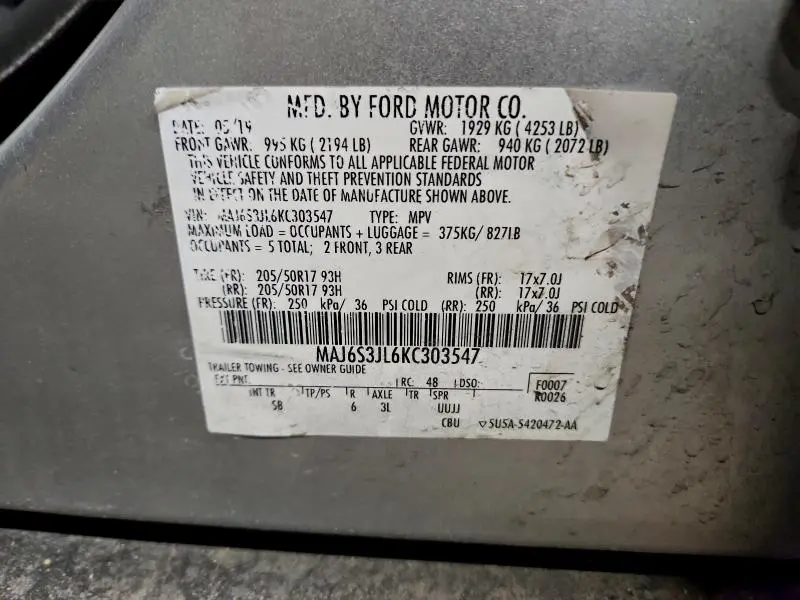 MFD. BY FORD MOTOR CO.
DATE: 05/19 GVWR: 1929 KG ( 4253 LB)
FRONT GAWR: 995 KG ( 2194 LB) REAR GAWR: 940 KG ( 2072 LB)
THIS VEHICLE CONFORMS TO ALL APPLICABLE FEDERAL MOTOR
VEHICLE SAFETY AND THEFT PREVENTION STANDARDS
IN EFFECT ON THE DATE OF MANUFACTURE SHOWN ABOVE.
VIN: MAJ6S3JL6KC303547 TYPE: MPV
MAXIMUM LOAD = OCCUPANTS + LUGGAGE = 375KG/ 827LB
OCCUPANTS = 5 TOTAL; 2 FRONT, 3 REAR
TIRE (FR): 205/50R17 93H RIMS (FR): 17x7.0J
(RR): 205/50R17 93H (RR): 17x7.0J
PRESSURE (FR): 250 kPa/ 36 PSI COLD (RR): 250 kPa/ 36 PSI COLD
MAJ6S3JL6KC303547
TRAILER TOWING - SEE OWNER GUIDE
EXT PNT: RC: 48 DSO: F0007
R0026
INT TR TP/PS R AXLE TR SPR
SB 6 3L UUJJ
CBU SU5A-5420472-AA